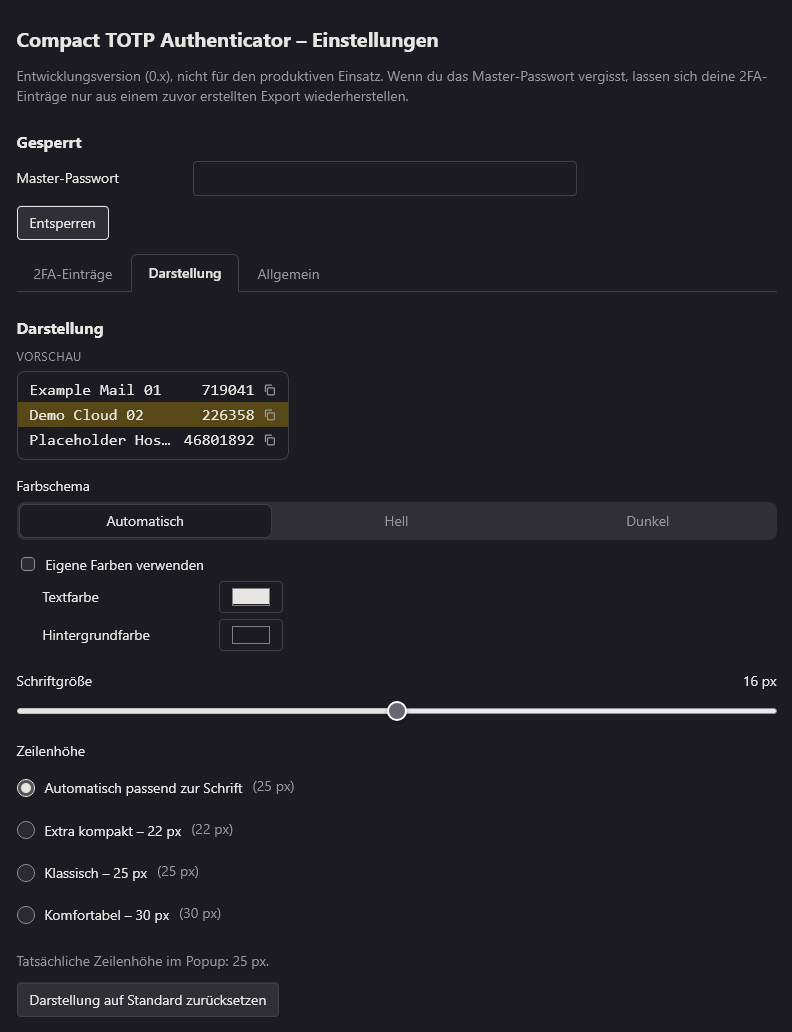 Compact TOTP Authenticator – Einstellungen
Entwicklungsversion (0.x), nicht für den produktiven Einsatz. Wenn du das Master-Passwort vergisst, lassen sich deine 2FA-
Einträge nur aus einem zuvor erstellten Export wiederherstellen.
Gesperrt
Master-Passwort
Entsperren
2FA-Einträge Darstellung Allgemein
Darstellung
VORSCHAU
Example Mail 01 719041
Demo Cloud 02 226358
Placeholder Hos… 46801892
Farbschema
Automatisch Hell Dunkel
Eigene Farben verwenden
Textfarbe
Hintergrundfarbe
Schriftgröße 16 px
Zeilenhöhe
Automatisch passend zur Schrift (25 px)
Extra kompakt – 22 px (22 px)
Klassisch – 25 px (25 px)
Komfortabel – 30 px (30 px)
Tatsächliche Zeilenhöhe im Popup: 25 px.
Darstellung auf Standard zurücksetzen